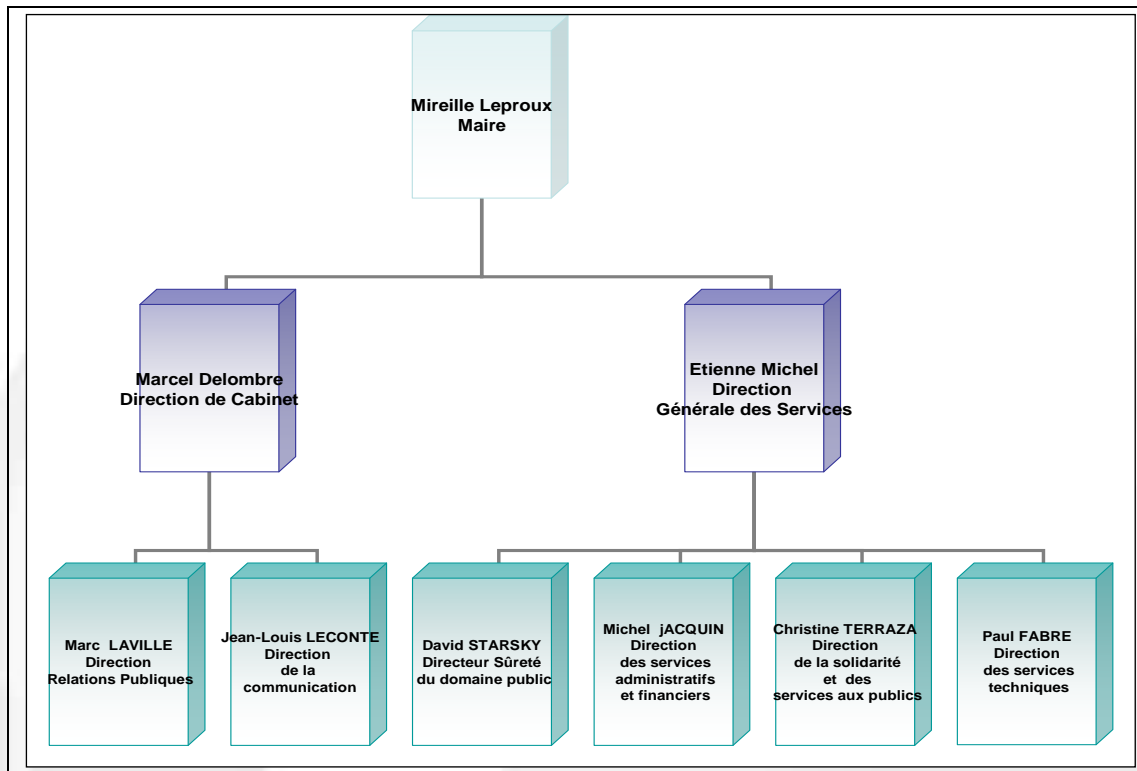 Mireille Leproux
Maire
Marcel Delombre
Direction de Cabinet
Etienne Michel
Direction
Générale des Services
Marc LAVILLE
Direction
Relations Publiques
Jean-Louis LECONTE
Direction
de la
communication
David STARSKY
Directeur Sûreté
du domaine public
Michel jACQUIN
Direction
des services
administratifs
et financiers
Christine TERRAZA
Direction
de la solidarité
et des
services aux publics
Paul FABRE
Direction
des services
techniques